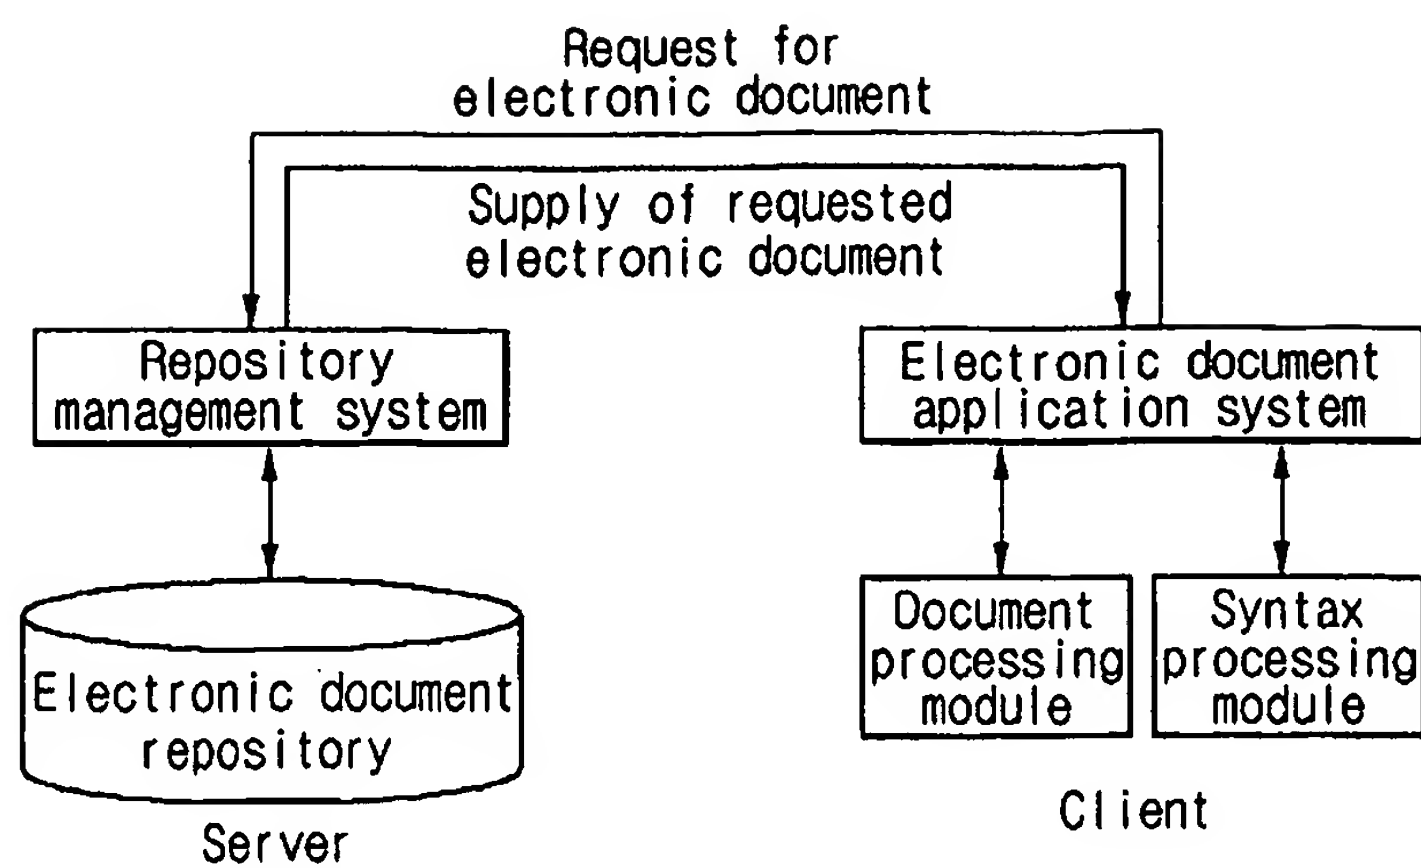 Request for
electronic document
Supply of requested
electronic document
Repository
management system
Electronic document
application system
Electronic document
repository
Document
processing
module
Syntax
processing
module
Server
Client